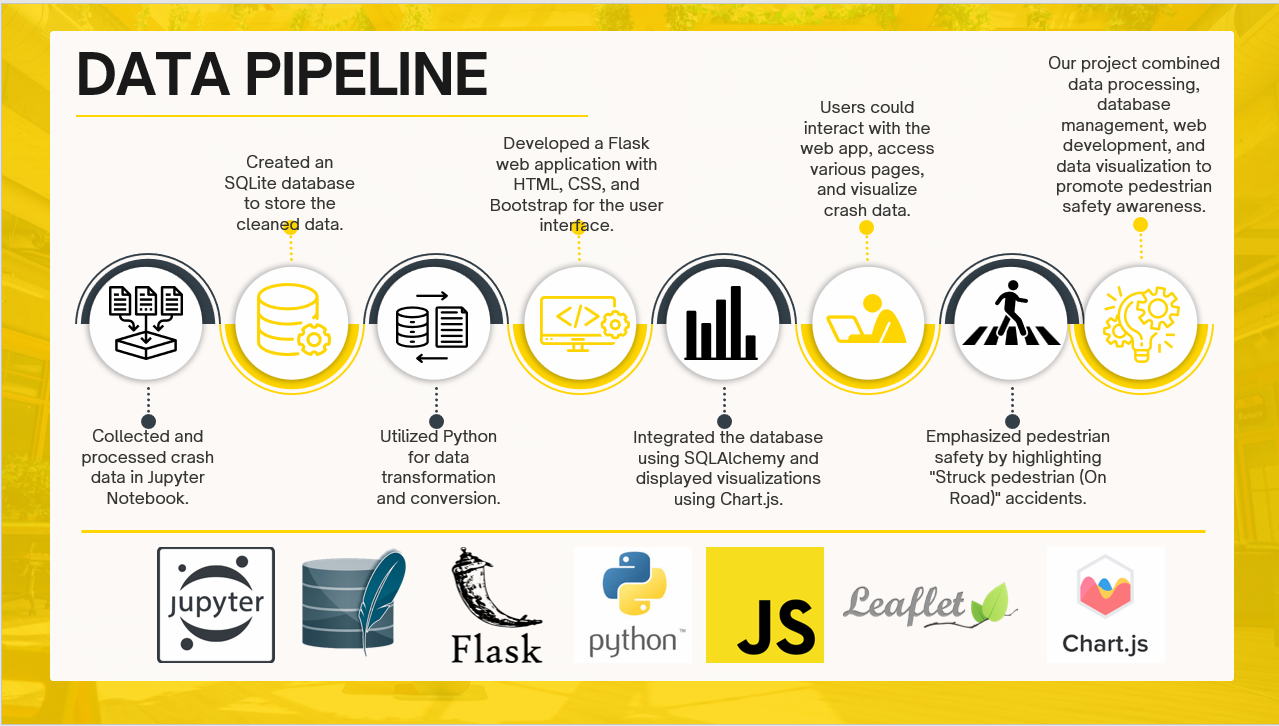 DATA PIPELINE
Created an
SQLite database
to store the
cleaned data.
Developed a Flask
web application with
HTML, CSS, and
Bootstrap for the user
interface.
Users could
interact with the
web app, access
various pages,
and visualize
crash data.
Our project combined
data processing,
database
management, web
development, and
data visualization to
promote pedestrian
safety awareness.
</>
Collected and
processed crash
data in Jupyter
Notebook.
Utilized Python
for data
transformation
and conversion.
Integrated the database
using SQLAlchemy and
displayed visualizations
using Chart.js.
Emphasized pedestrian
safety by highlighting
"Struck pedestrian (On
Road)" accidents.
jupyter
Flask
python™
JS
Leaflet
Chart.js